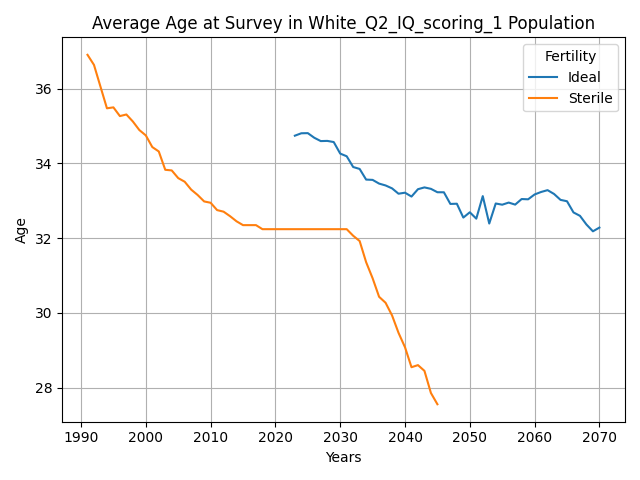 Average Age at Survey in White_Q2_IQ_scoring_1 Population
Fertility
Ideal
Sterile
Age
36
34
32
30
28
1990 2000 2010 2020 2030 2040 2050 2060 2070
Years